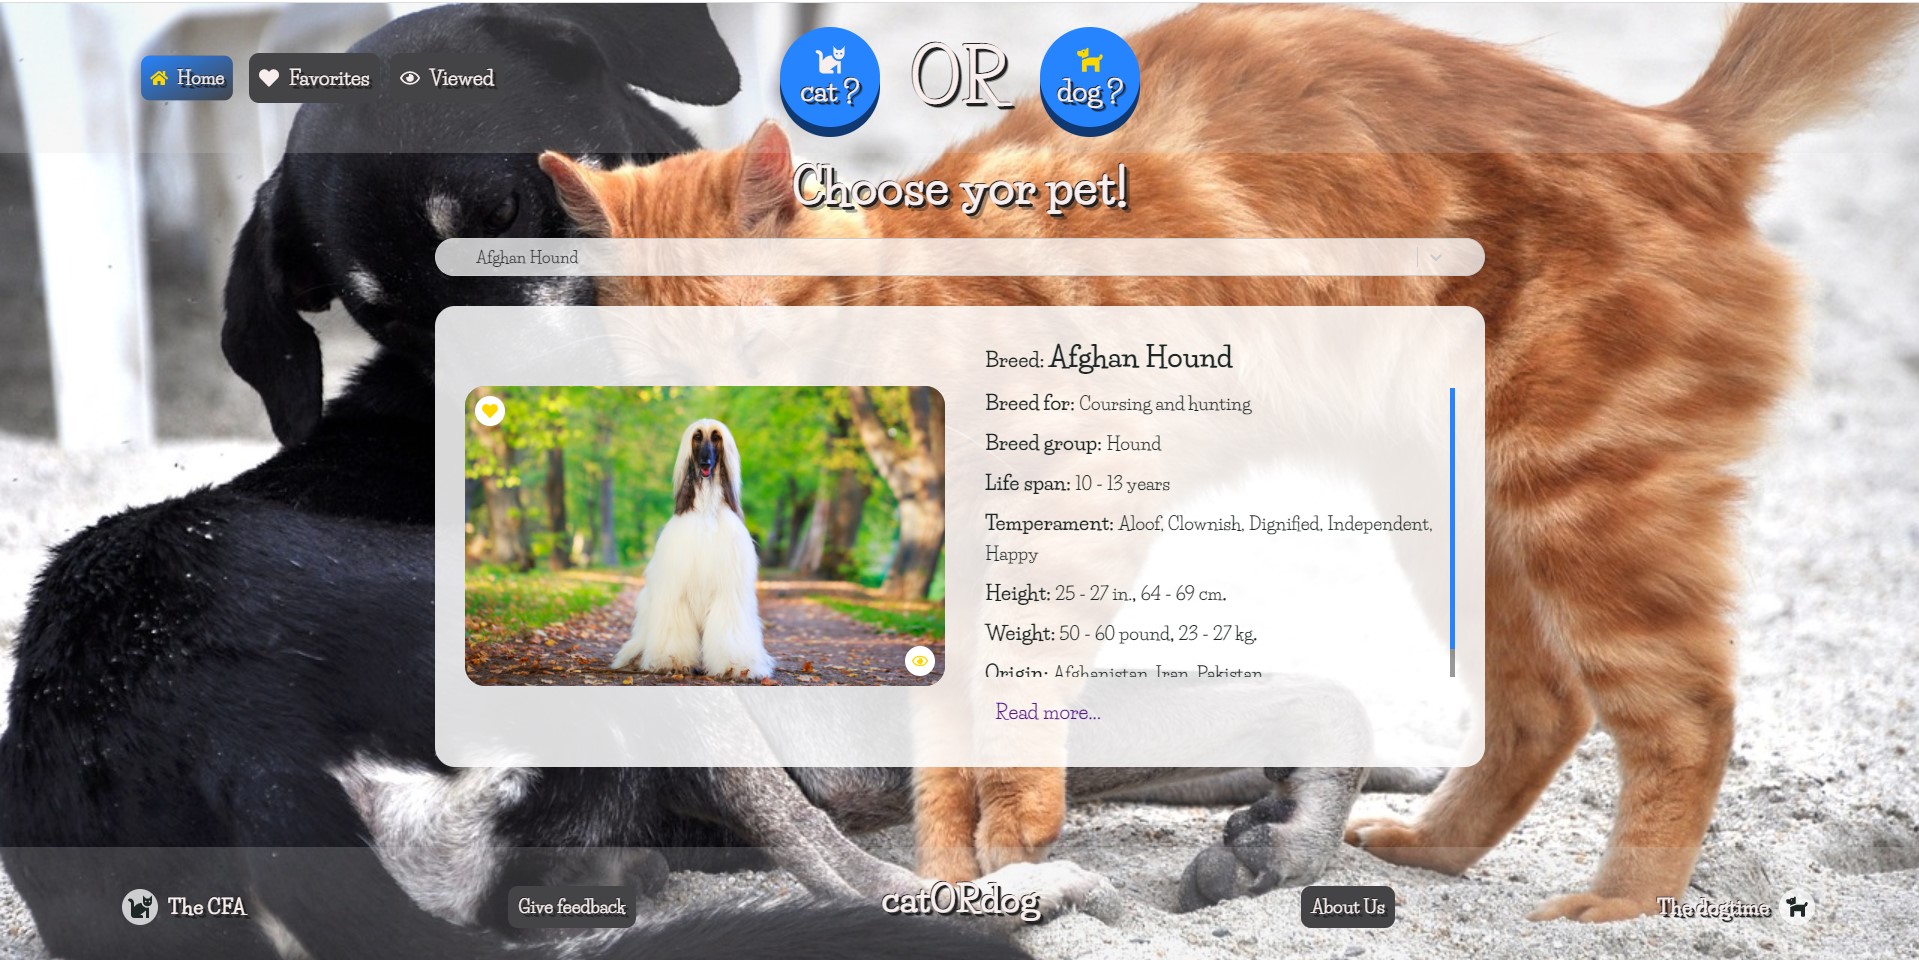 Home
Favorites
Viewed
cat ?
OR
dog ?
Choose yor pet!
Afghan Hound
Breed: Afghan Hound
Breed for: Coursing and hunting
Breed group: Hound
Life span: 10 - 13 years
Temperament: Aloof, Clownish, Dignified, Independent,
Happy
Height: 25 - 27 in., 64 - 69 cm.
Weight: 50 - 60 pound, 23 - 27 kg.
Origin: Afghanistan, Iran, Pakistan
Read more...
The CFA
Give feedback
catORdog
About Us
The dogtime